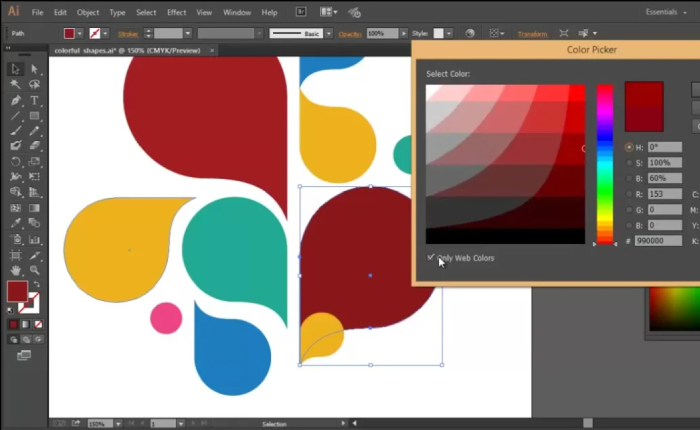 Ai File Edit Object Type Select Effect View Window Help Br Essentials
Path Stroke: Basic Opacity: 100% Style: Transform
colorful shapes.ai* @ 150% (CMYK/Preview) ×
Color Picker
Select Color:
H: 0°
S: 100%
B: 60%
R: 153 C:
G: 0 M:
B: 0 Y:
# 990000 K:
Only Web Colors
150% 1 Selection